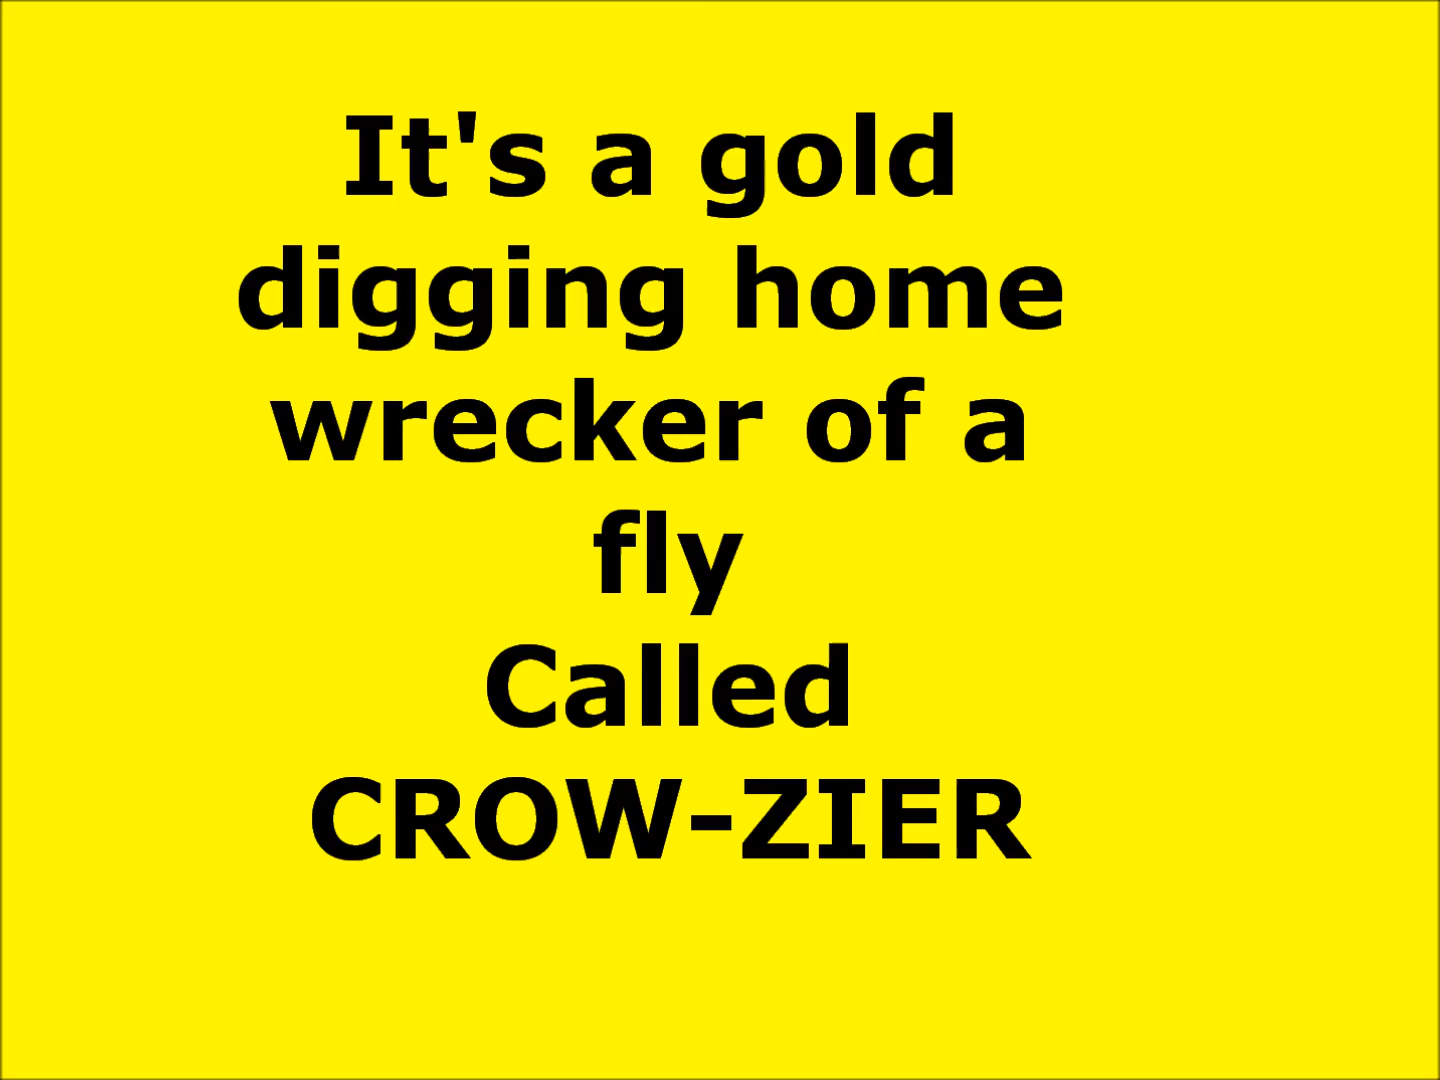 It's a gold
digging home
wrecker of a
fly
Called
CROW-ZIER